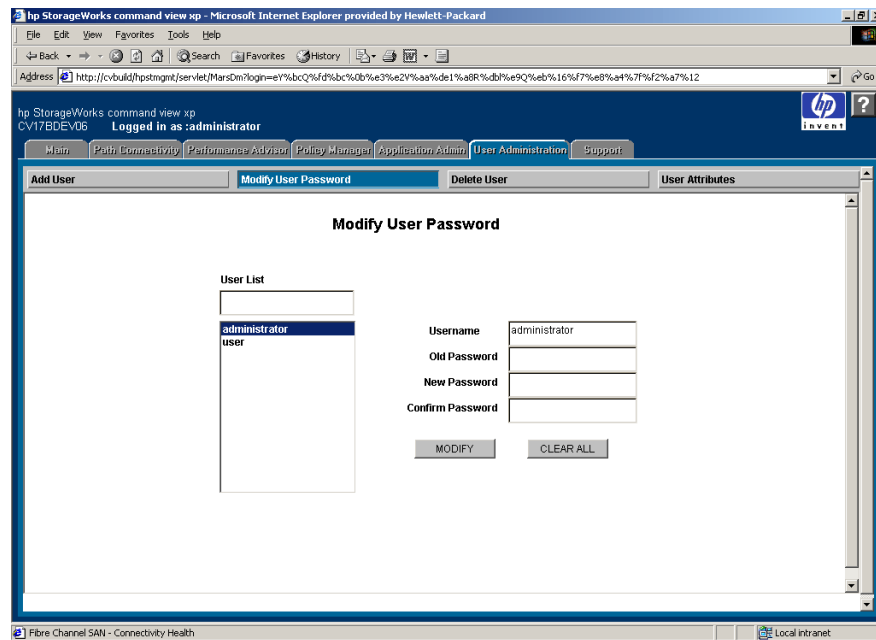 hp StorageWorks command view xp - Microsoft Internet Explorer provided by Hewlett-Packard
File Edit View Favorites Tools Help
Back Search Favorites History
Address http://cvbuild/hpstmgmt/servlet/MarsDm?login=eY%bcQ%fd%bc%0b%e3%e2V%aa%de1%a8R%dbl%e9Q%eb%16%f7%e8%a4%7f%f2%a7%12 Go
hp StorageWorks command view xp
CV17BDEV06 Logged in as :administrator
hp
invent
?
Main Path Connectivity Performance Advisor Policy Manager Application Admin User Administration Support
Add User Modify User Password Delete User User Attributes
Modify User Password
User List
administrator
user
Username administrator
Old Password
New Password
Confirm Password
MODIFY CLEAR ALL
Fibre Channel SAN - Connectivity Health Local intranet